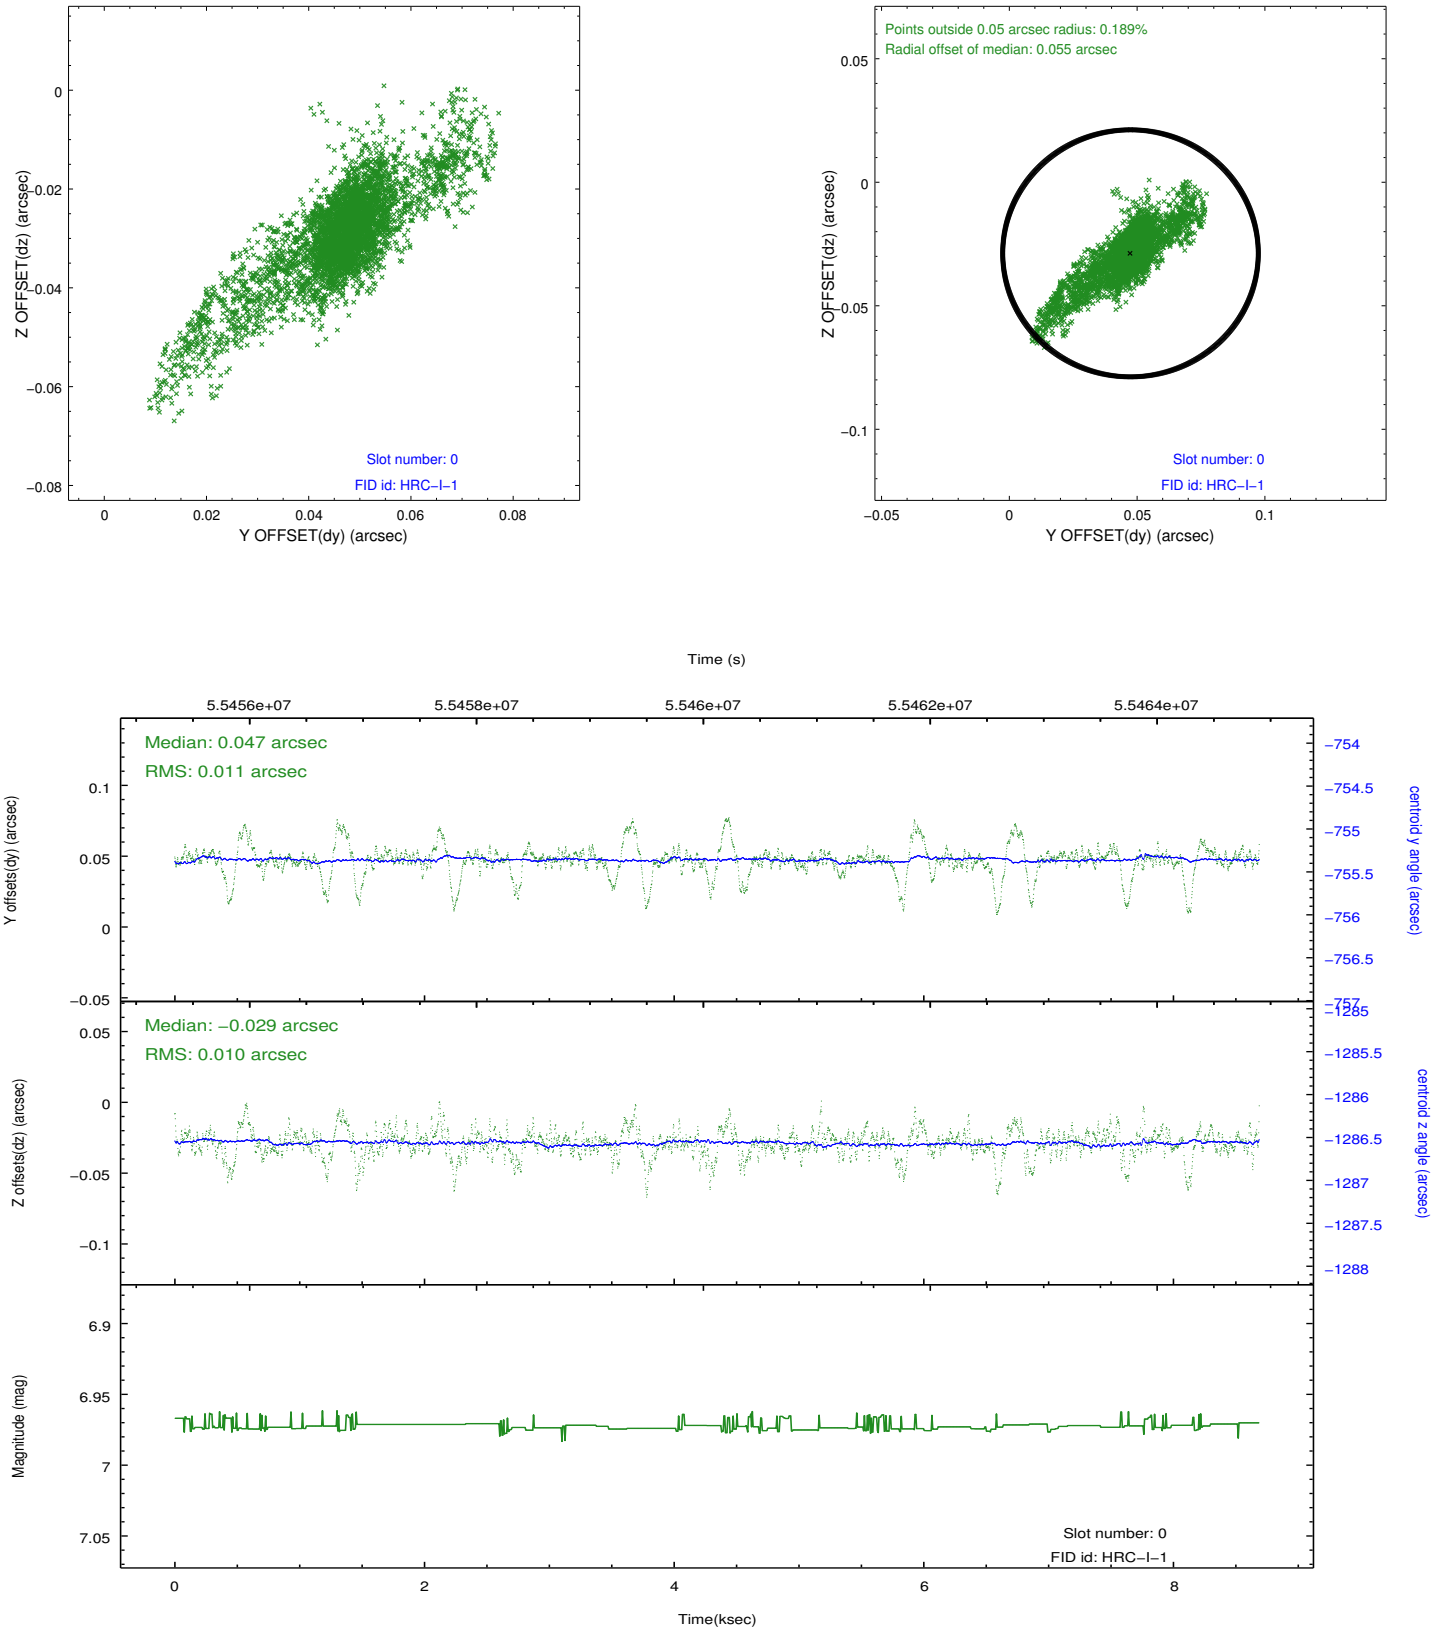 0
−0.02
−0.04
−0.06
−0.08
Z OFFSET(dz) (arcsec)
Slot number: 0
FID id: HRC−I−1
0 0.02 0.04 0.06 0.08
Y OFFSET(dy) (arcsec)
Points outside 0.05 arcsec radius: 0.189%
Radial offset of median: 0.055 arcsec
0.05
0
−0.05
−0.1
Z OFFSET(dz) (arcsec)
Slot number: 0
FID id: HRC−I−1
−0.05 0 0.05 0.1
Y OFFSET(dy) (arcsec)
Time (s)
5.5456e+07 5.5458e+07 5.546e+07 5.5462e+07 5.5464e+07
Median: 0.047 arcsec
RMS: 0.011 arcsec
0.1
0.05
0
−0.05
Y offsets(dy) (arcsec)
−754
−754.5
−755
−755.5
−756
−756.5
−757
centroid y angle (arcsec)
Median: −0.029 arcsec
RMS: 0.010 arcsec
0.05
0
−0.05
−0.1
Z offsets(dz) (arcsec)
−1285
−1285.5
−1286
−1286.5
−1287
−1287.5
−1288
centroid z angle (arcsec)
6.9
6.95
7
7.05
Magnitude (mag)
Slot number: 0
FID id: HRC−I−1
0 2 4 6 8
Time(ksec)